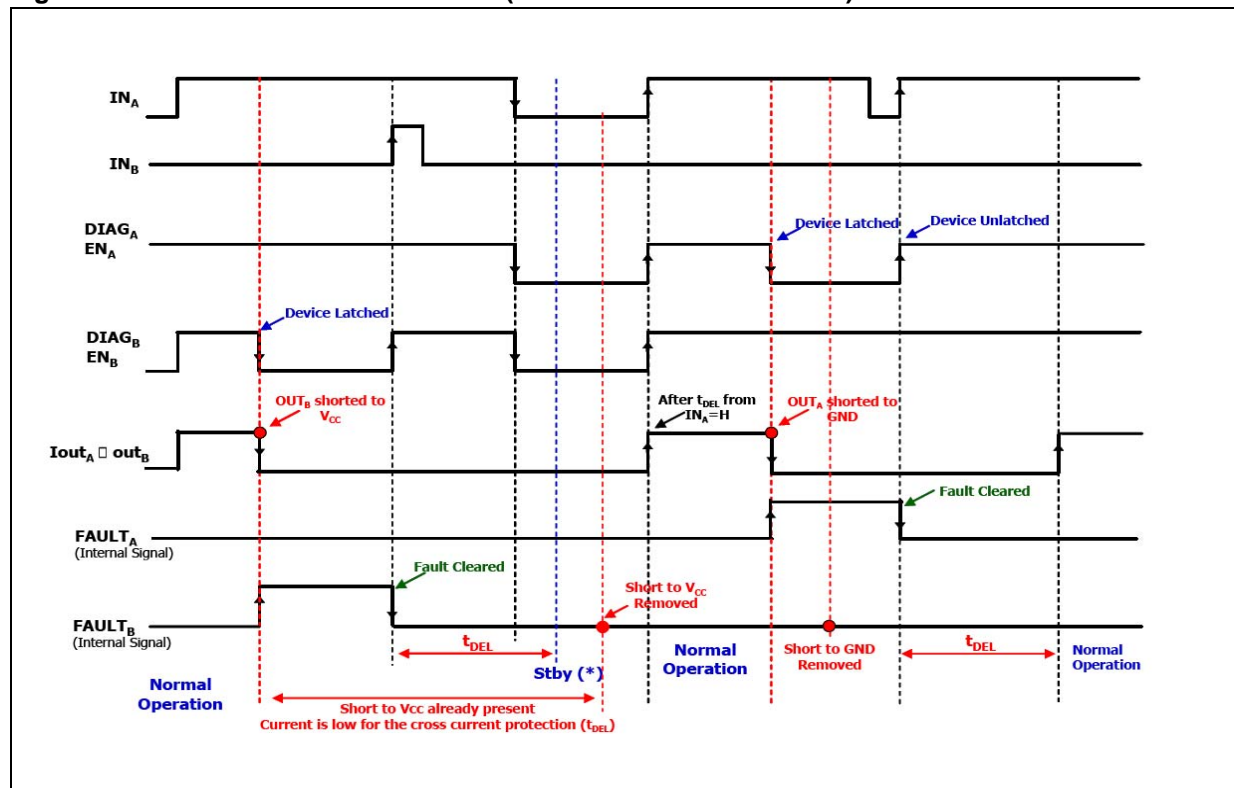 IN_A
IN_B
DIAG_A
EN_A
Device Latched
Device Unlatched
DIAG_B
EN_B
Device Latched
OUT_B shorted to
V_CC
After t_DEL from
IN_A=H
OUT_A shorted to
GND
Iout_A □ out_B
Fault Cleared
FAULT_A
(Internal Signal)
Fault Cleared
Short to V_CC
Removed
FAULT_B
(Internal Signal)
t_DEL
Stby (*)
Normal
Operation
Short to GND
Removed
t_DEL
Normal
Operation
Normal
Operation
Short to Vcc already present
Current is low for the cross current protection (t_DEL)